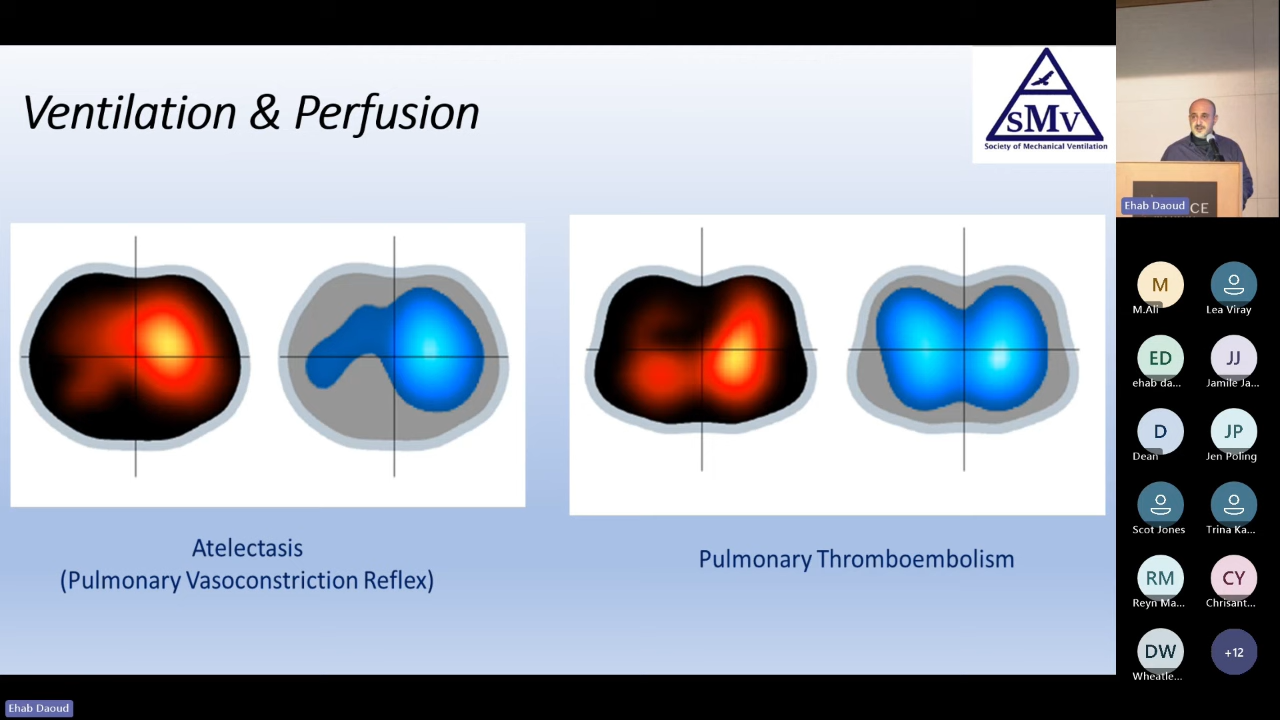 Ventilation & Perfusion
SMV
Society of Mechanical Ventilation
Atelectasis
(Pulmonary Vasoconstriction Reflex)
Pulmonary Thromboembolism
CE
Ehab Daoud
M
M.Ali
Lea Viray
ED
ehab da...
JJ
Jamile Ja...
D
Dean
JP
Jen Poling
Scot Jones
Trina Ka...
RM
Reyn Ma...
CY
Chrisant...
DW
Wheatle...
+12
Ehab Daoud